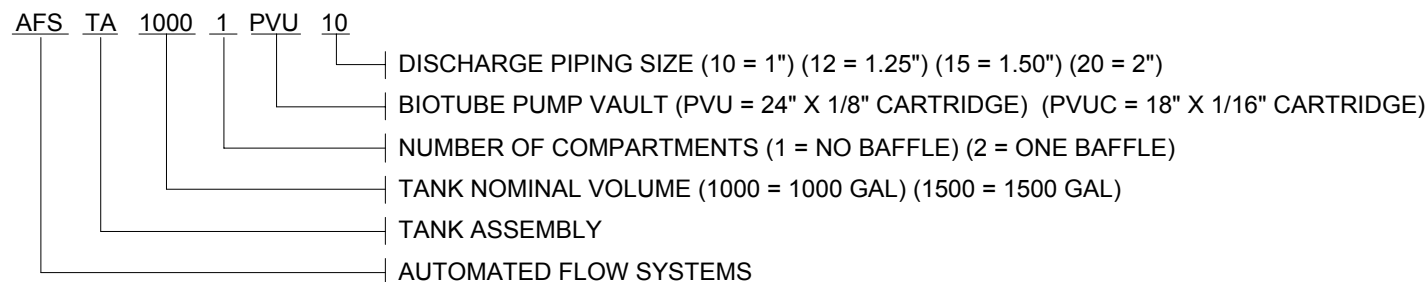 AFS TA 1000 1 PVU 10
DISCHARGE PIPING SIZE (10 = 1") (12 = 1.25") (15 = 1.50") (20 = 2")
BIOTUBE PUMP VAULT (PVU = 24" X 1/8" CARTRIDGE) (PVUC = 18" X 1/16" CARTRIDGE)
NUMBER OF COMPARTMENTS (1 = NO BAFFLE) (2 = ONE BAFFLE)
TANK NOMINAL VOLUME (1000 = 1000 GAL) (1500 = 1500 GAL)
TANK ASSEMBLY
AUTOMATED FLOW SYSTEMS